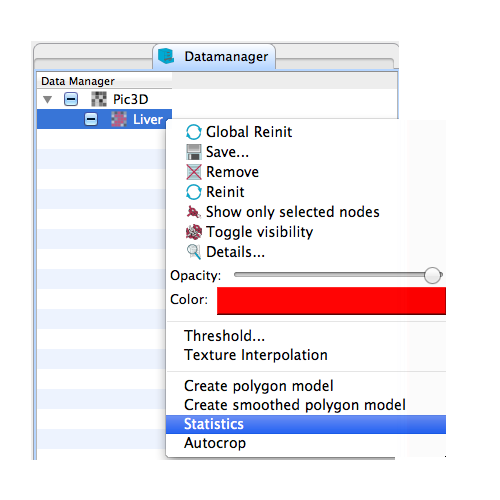 Datamanager
Data Manager
Pic3D
Liver
Global Reinit
Save...
Remove
Reinit
Show only selected nodes
Toggle visibility
Details...
Opacity:
Color:
Threshold...
Texture Interpolation
Create polygon model
Create smoothed polygon model
Statistics
Autocrop